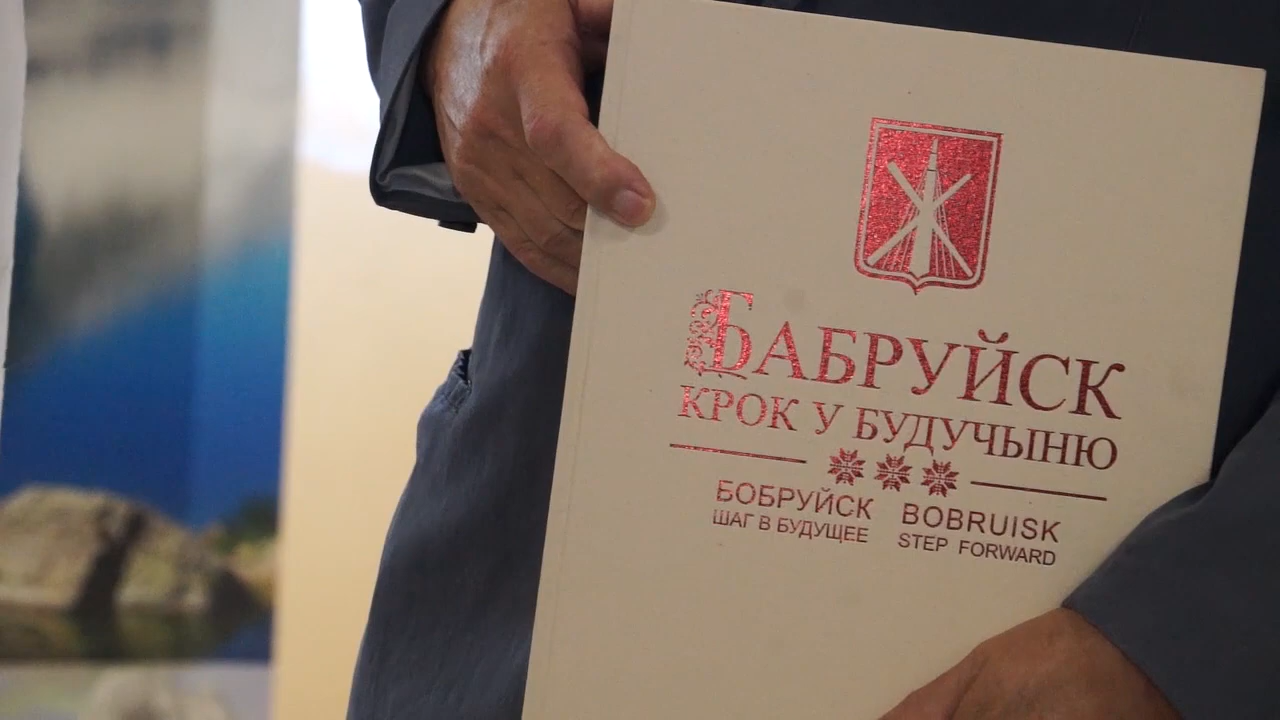 БАБРУЙСК
КРОК У БУДУЧЫНЮ
БОБРУЙСК
ШАГ В БУДУЩЕЕ
BOBRUISK
STEP FORWARD